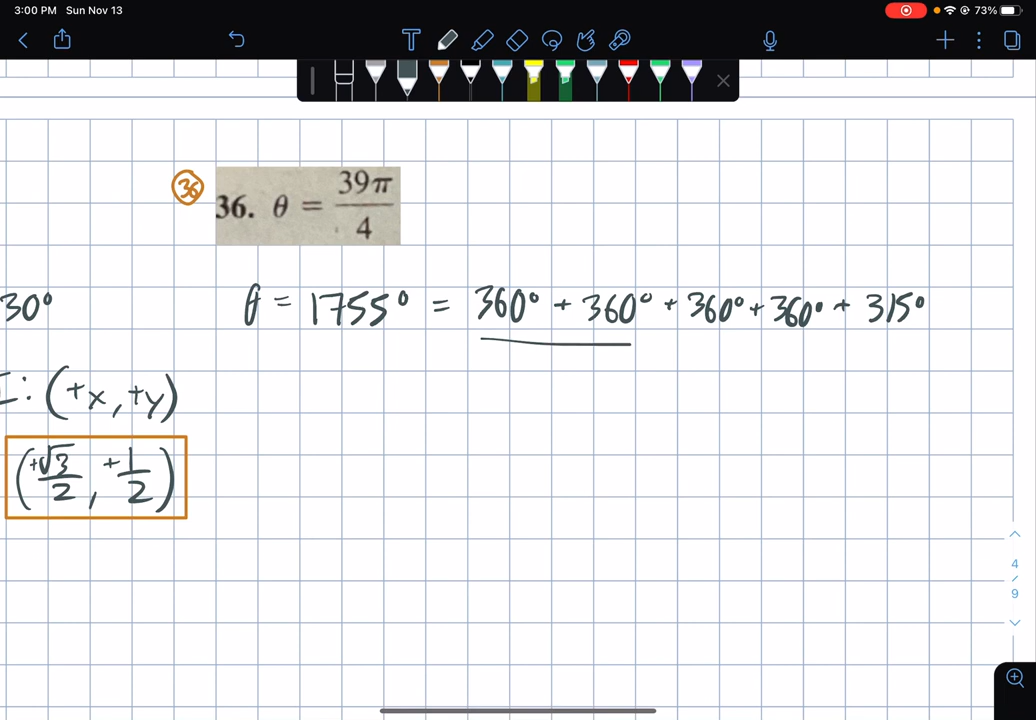 3:00 PM Sun Nov 13
73%
36
36. θ = 39π/4
30°
θ = 1755° = 360° + 360° + 360° + 360° + 315°
I: (+x, +y)
(+√3/2, +1/2)
4
/
9